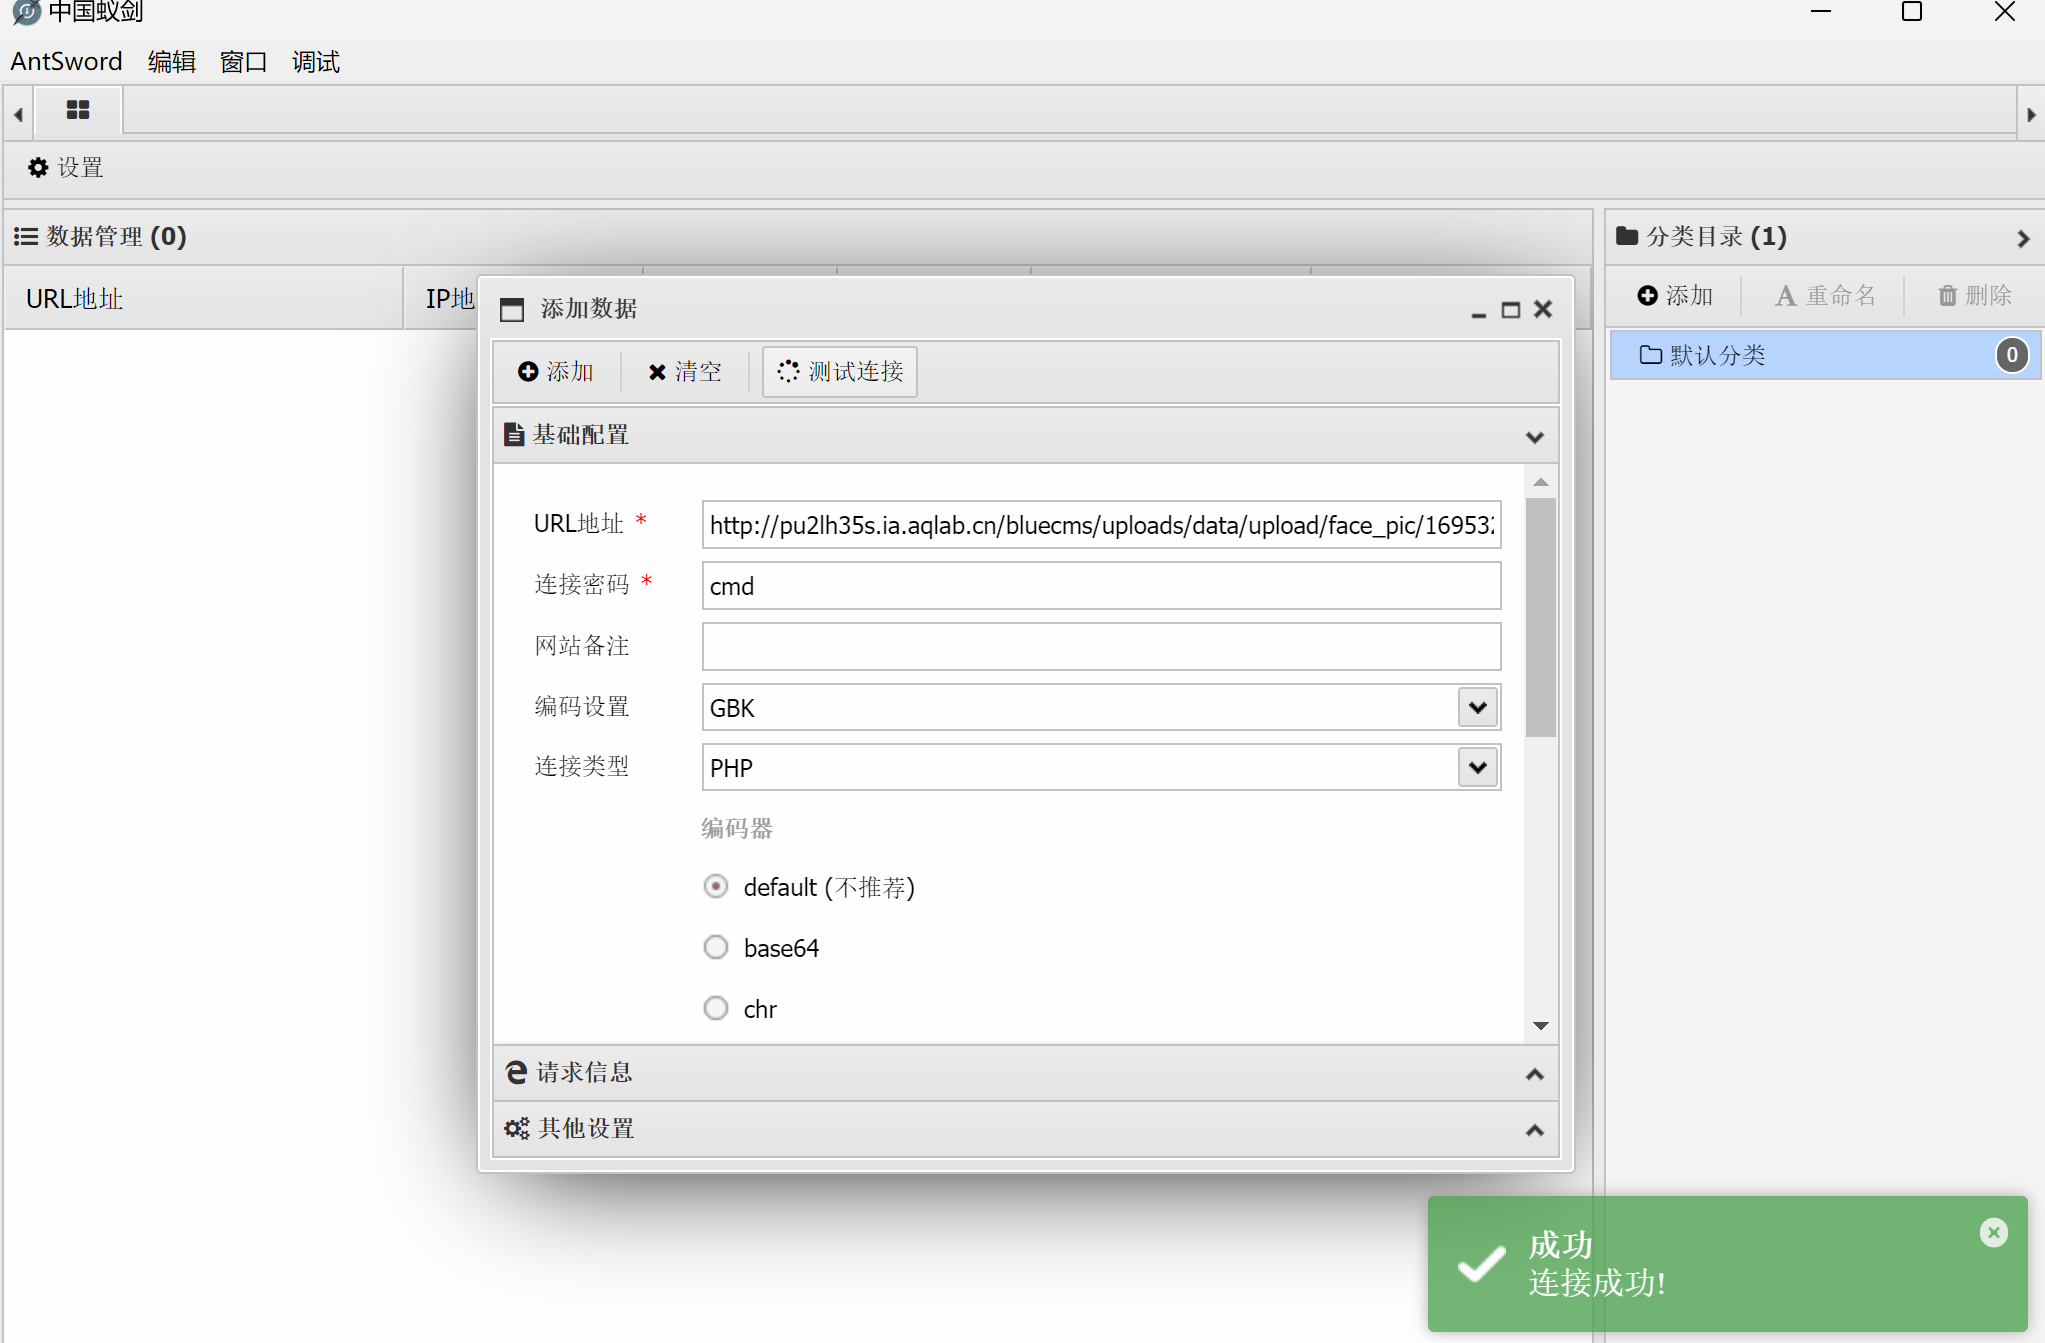 中国蚁剑
AntSword 编辑 窗口 调试
设置
数据管理 (0)
分类目录 (1)
URL地址
IP地
添加 重命名 删除
默认分类
0
添加数据
添加 清空 测试连接
基础配置
URL地址 *
http://pu2lh35s.ia.aqlab.cn/bluecms/uploads/data/upload/face_pic/169532
连接密码 *
cmd
网站备注
编码设置
GBK
连接类型
PHP
编码器
default (不推荐)
base64
chr
请求信息
其他设置
成功
连接成功!